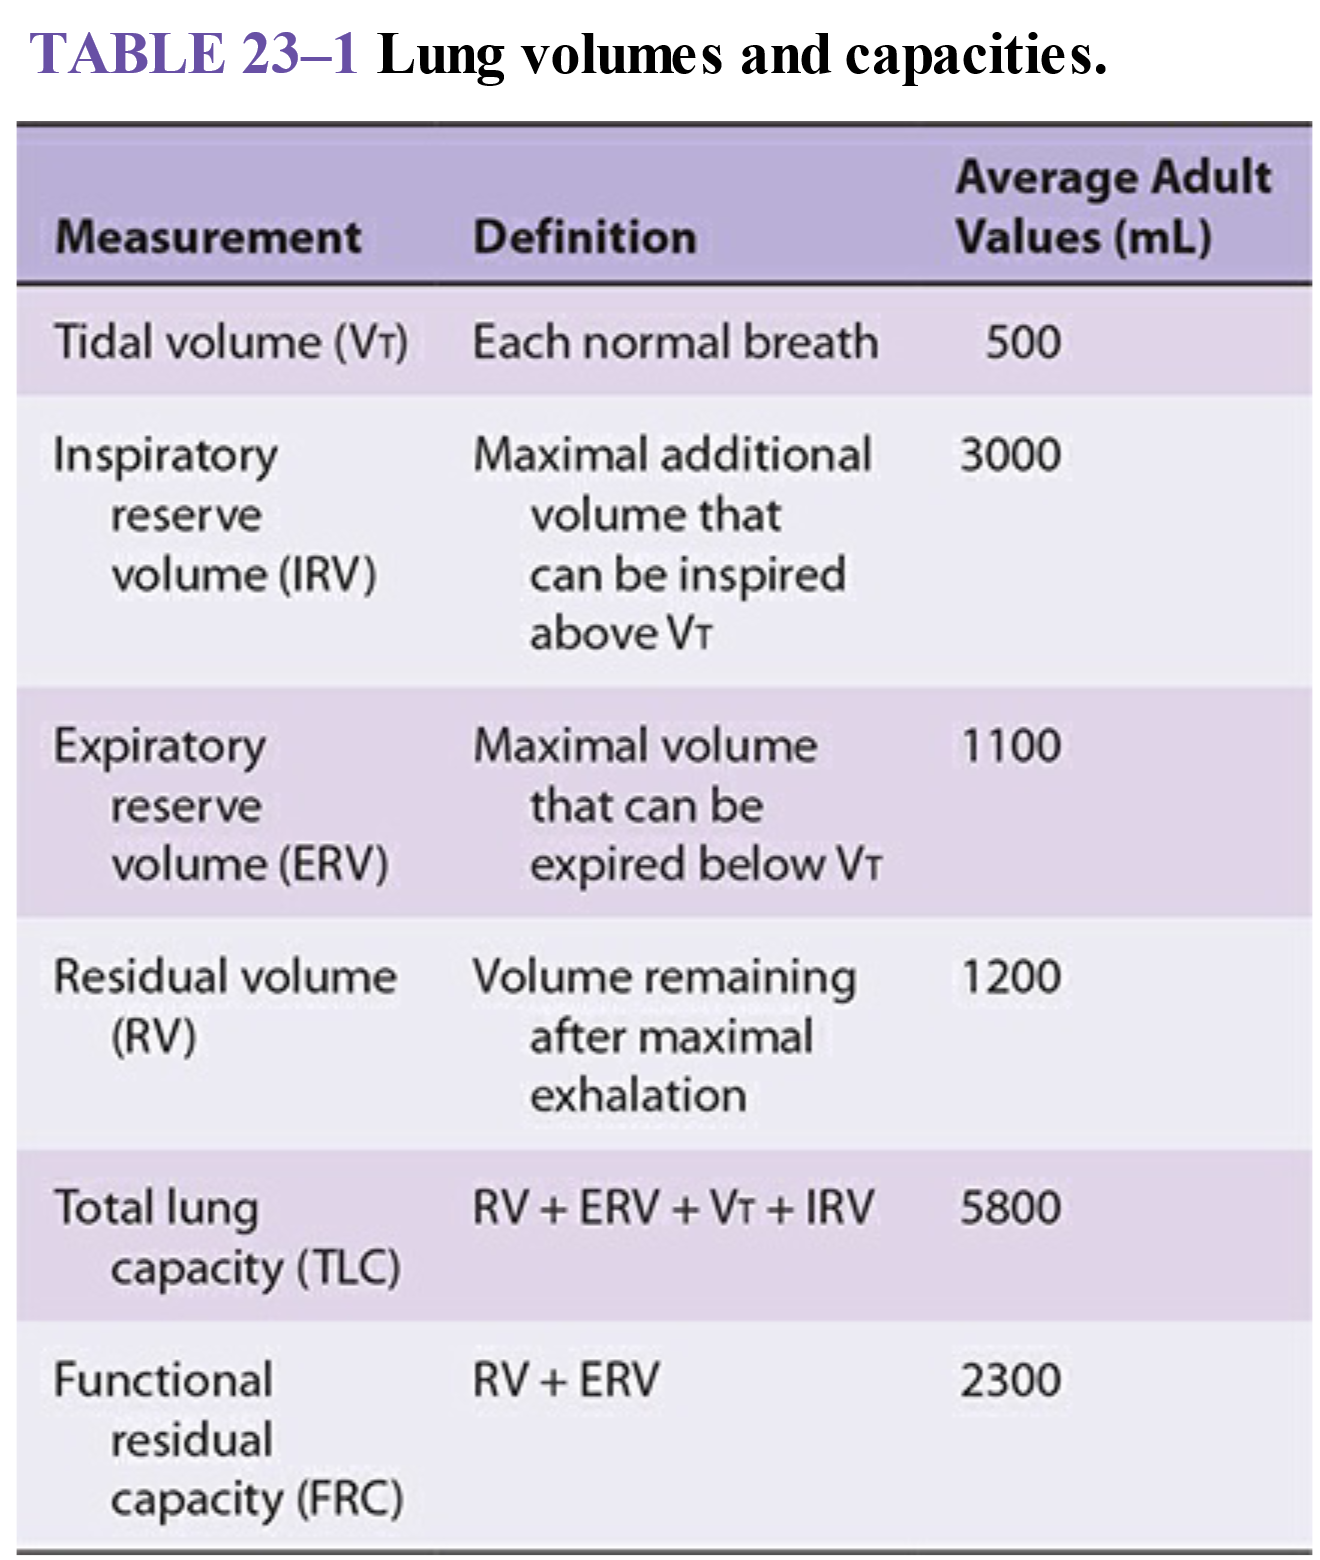 TABLE 23–1 Lung volumes and capacities.
Measurement Definition Average Adult Values (mL)
Tidal volume (VT) Each normal breath 500
Inspiratory Maximal additional 3000
reserve volume that
volume (IRV) can be inspired
above VT
Expiratory Maximal volume 1100
reserve that can be
volume (ERV) expired below VT
Residual volume Volume remaining 1200
(RV) after maximal
exhalation
Total lung RV + ERV + VT + IRV 5800
capacity (TLC)
Functional RV + ERV 2300
residual
capacity (FRC)